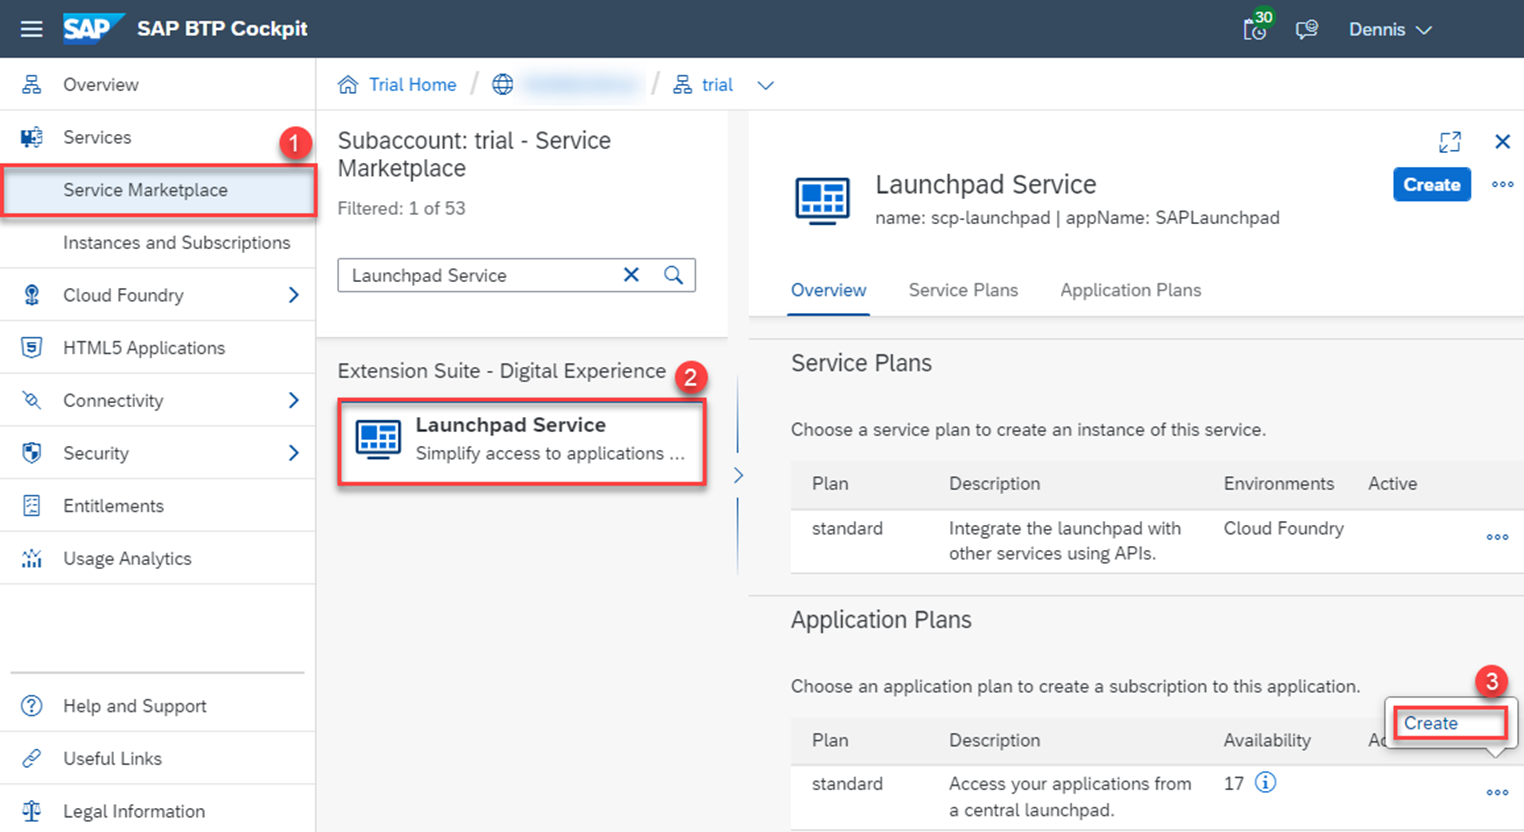 SAP SAP BTP Cockpit
30
Dennis
Overview
Services
1
Service Marketplace
Instances and Subscriptions
Cloud Foundry
HTML5 Applications
Connectivity
Security
Entitlements
Usage Analytics
Help and Support
Useful Links
Legal Information
Trial Home / / trial
Subaccount: trial - Service
Marketplace
Filtered: 1 of 53
Launchpad Service
Extension Suite - Digital Experience
2
Launchpad Service
Simplify access to applications ...
Launchpad Service
name: scp-launchpad | appName: SAPLaunchpad
Create
Overview Service Plans Application Plans
Service Plans
Choose a service plan to create an instance of this service.
Plan Description Environments Active
standard Integrate the launchpad with Cloud Foundry
other services using APIs.
Application Plans
Choose an application plan to create a subscription to this application.
3
Create
Plan Description Availability
standard Access your applications from 17
a central launchpad.